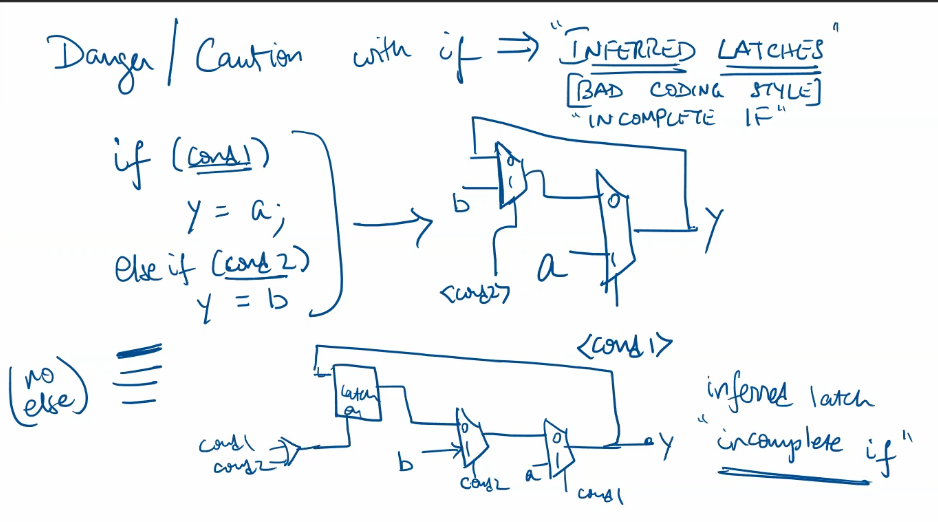 Danger / Caution with if ⇒ "INFERRED LATCHES"
[BAD CODING STYLE]
"INCOMPLETE IF"
if (cond1)
y = a;
else if (cond2)
y = b
0
1
b
<cond2>
0
1
a
y
<cond1>
(no else)
latch
en
cond1
cond2
0
1
b
cond2
0
1
a
cond1
y
inferred latch
"incomplete if"